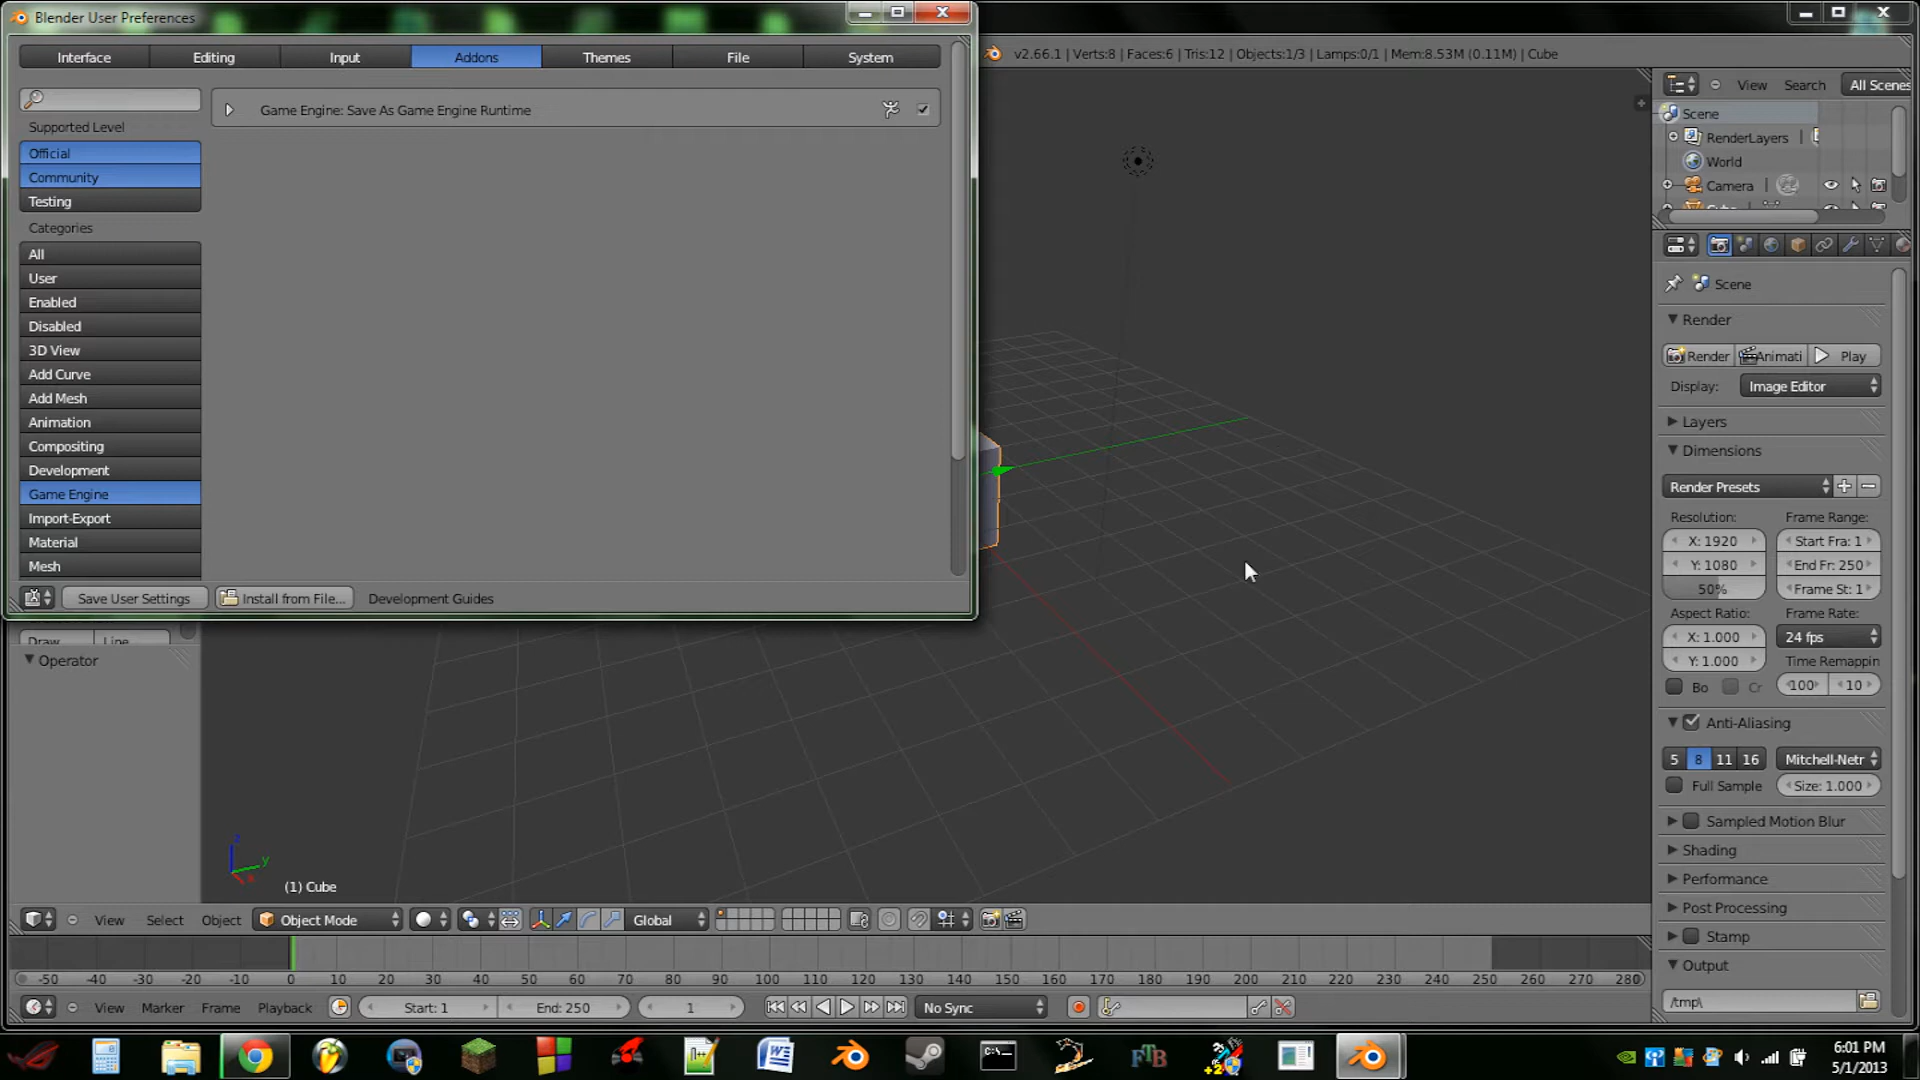 Blender User Preferences
Interface Editing Input Addons Themes File System
Supported Level
Official
Community
Testing
Categories
All
User
Enabled
Disabled
3D View
Add Curve
Add Mesh
Animation
Compositing
Development
Game Engine
Import-Export
Material
Mesh
Game Engine: Save As Game Engine Runtime
Save User Settings Install from File... Development Guides
v2.66.1 | Verts:8 | Faces:6 | Tris:12 | Objects:1/3 | Lamps:0/1 | Mem:8.53M (0.11M) | Cube
View Search All Scenes
Scene
RenderLayers |
World
Camera
Scene
Render
Render Animati Play
Display: Image Editor
Layers
Dimensions
Render Presets
Resolution: Frame Range:
X: 1920 Start Fra: 1
Y: 1080 End Fr: 250
50% Frame St: 1
Aspect Ratio: Frame Rate:
X: 1.000 24 fps
Y: 1.000 Time Remappin
Bo Cr 100 10
Anti-Aliasing
5 8 11 16 Mitchell-Netr
Full Sample Size: 1.000
Sampled Motion Blur
Shading
Performance
Post Processing
Stamp
Output
/tmp\
Draw Line
Operator
z
y
x
(1) Cube
View Select Object Object Mode Global
-50 -40 -30 -20 -10 0 10 20 30 40 50 60 70 80 90 100 110 120 130 140 150 160 170 180 190 200 210 220 230 240 250 260 270 280
View Marker Frame Playback Start: 1 End: 250 1 No Sync
FTB
+2
6:01 PM
5/1/2013